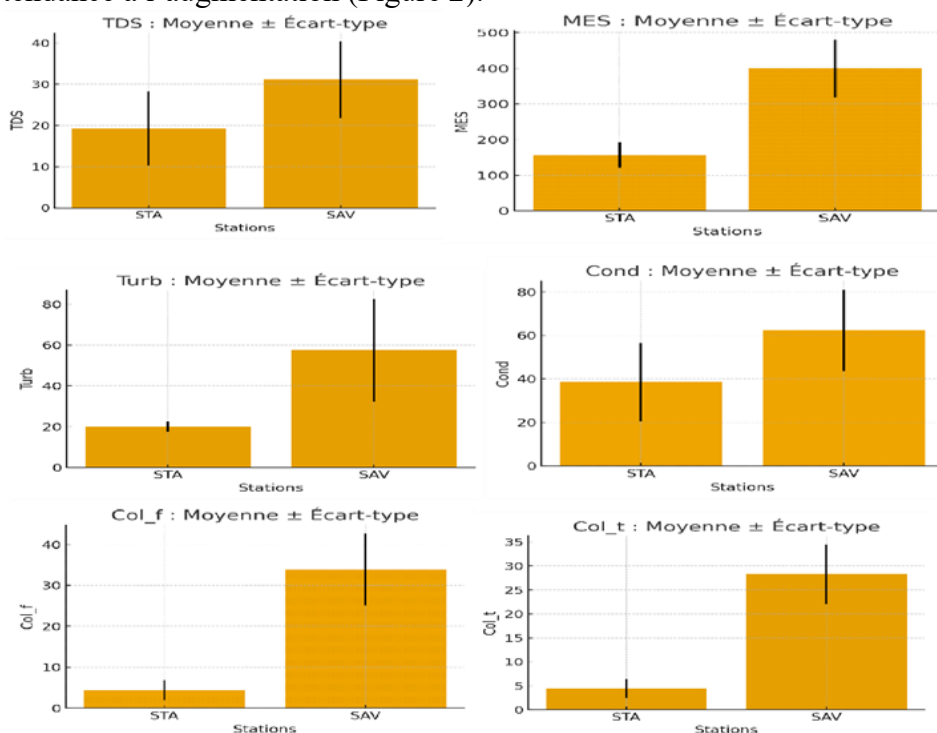 tendance à l'augmentation (Figure 2).
TDS : Moyenne ± Écart-type
40
30
20
10
0
TDS
STA
SAV
Stations
MES : Moyenne ± Écart-type
500
400
300
200
100
0
MES
STA
SAV
Stations
Turb : Moyenne ± Écart-type
80
60
40
20
0
Turb
STA
SAV
Stations
Cond : Moyenne ± Écart-type
80
60
40
20
0
Cond
STA
SAV
Stations
Col_f : Moyenne ± Écart-type
40
30
20
10
0
Col_f
STA
SAV
Stations
Col_t : Moyenne ± Écart-type
35
30
25
20
15
10
5
0
Col_t
STA
SAV
Stations